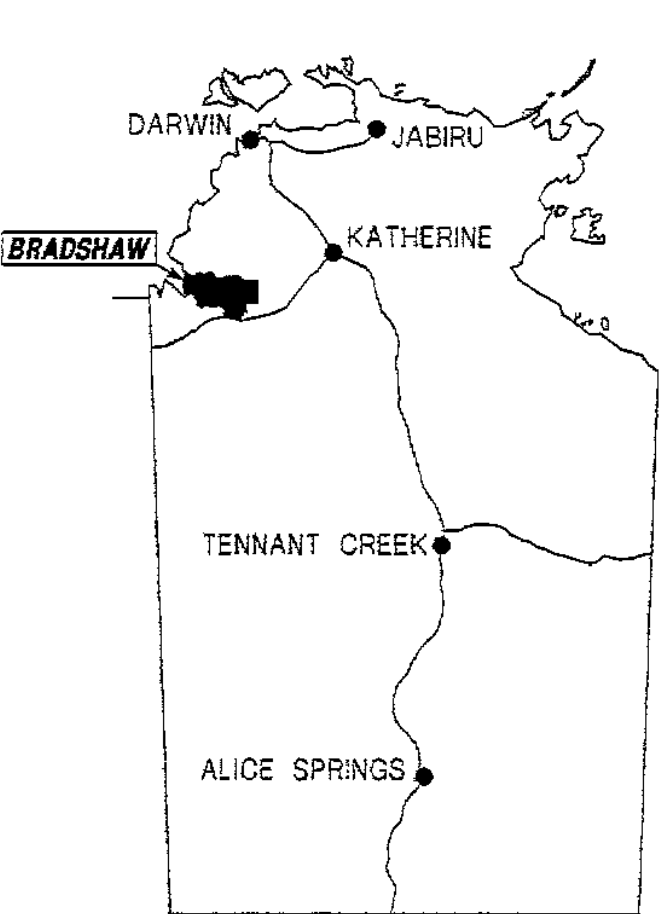 DARWIN
JABIRU
BRADSHAW
KATHERINE
TENNANT CREEK
ALICE SPRINGS